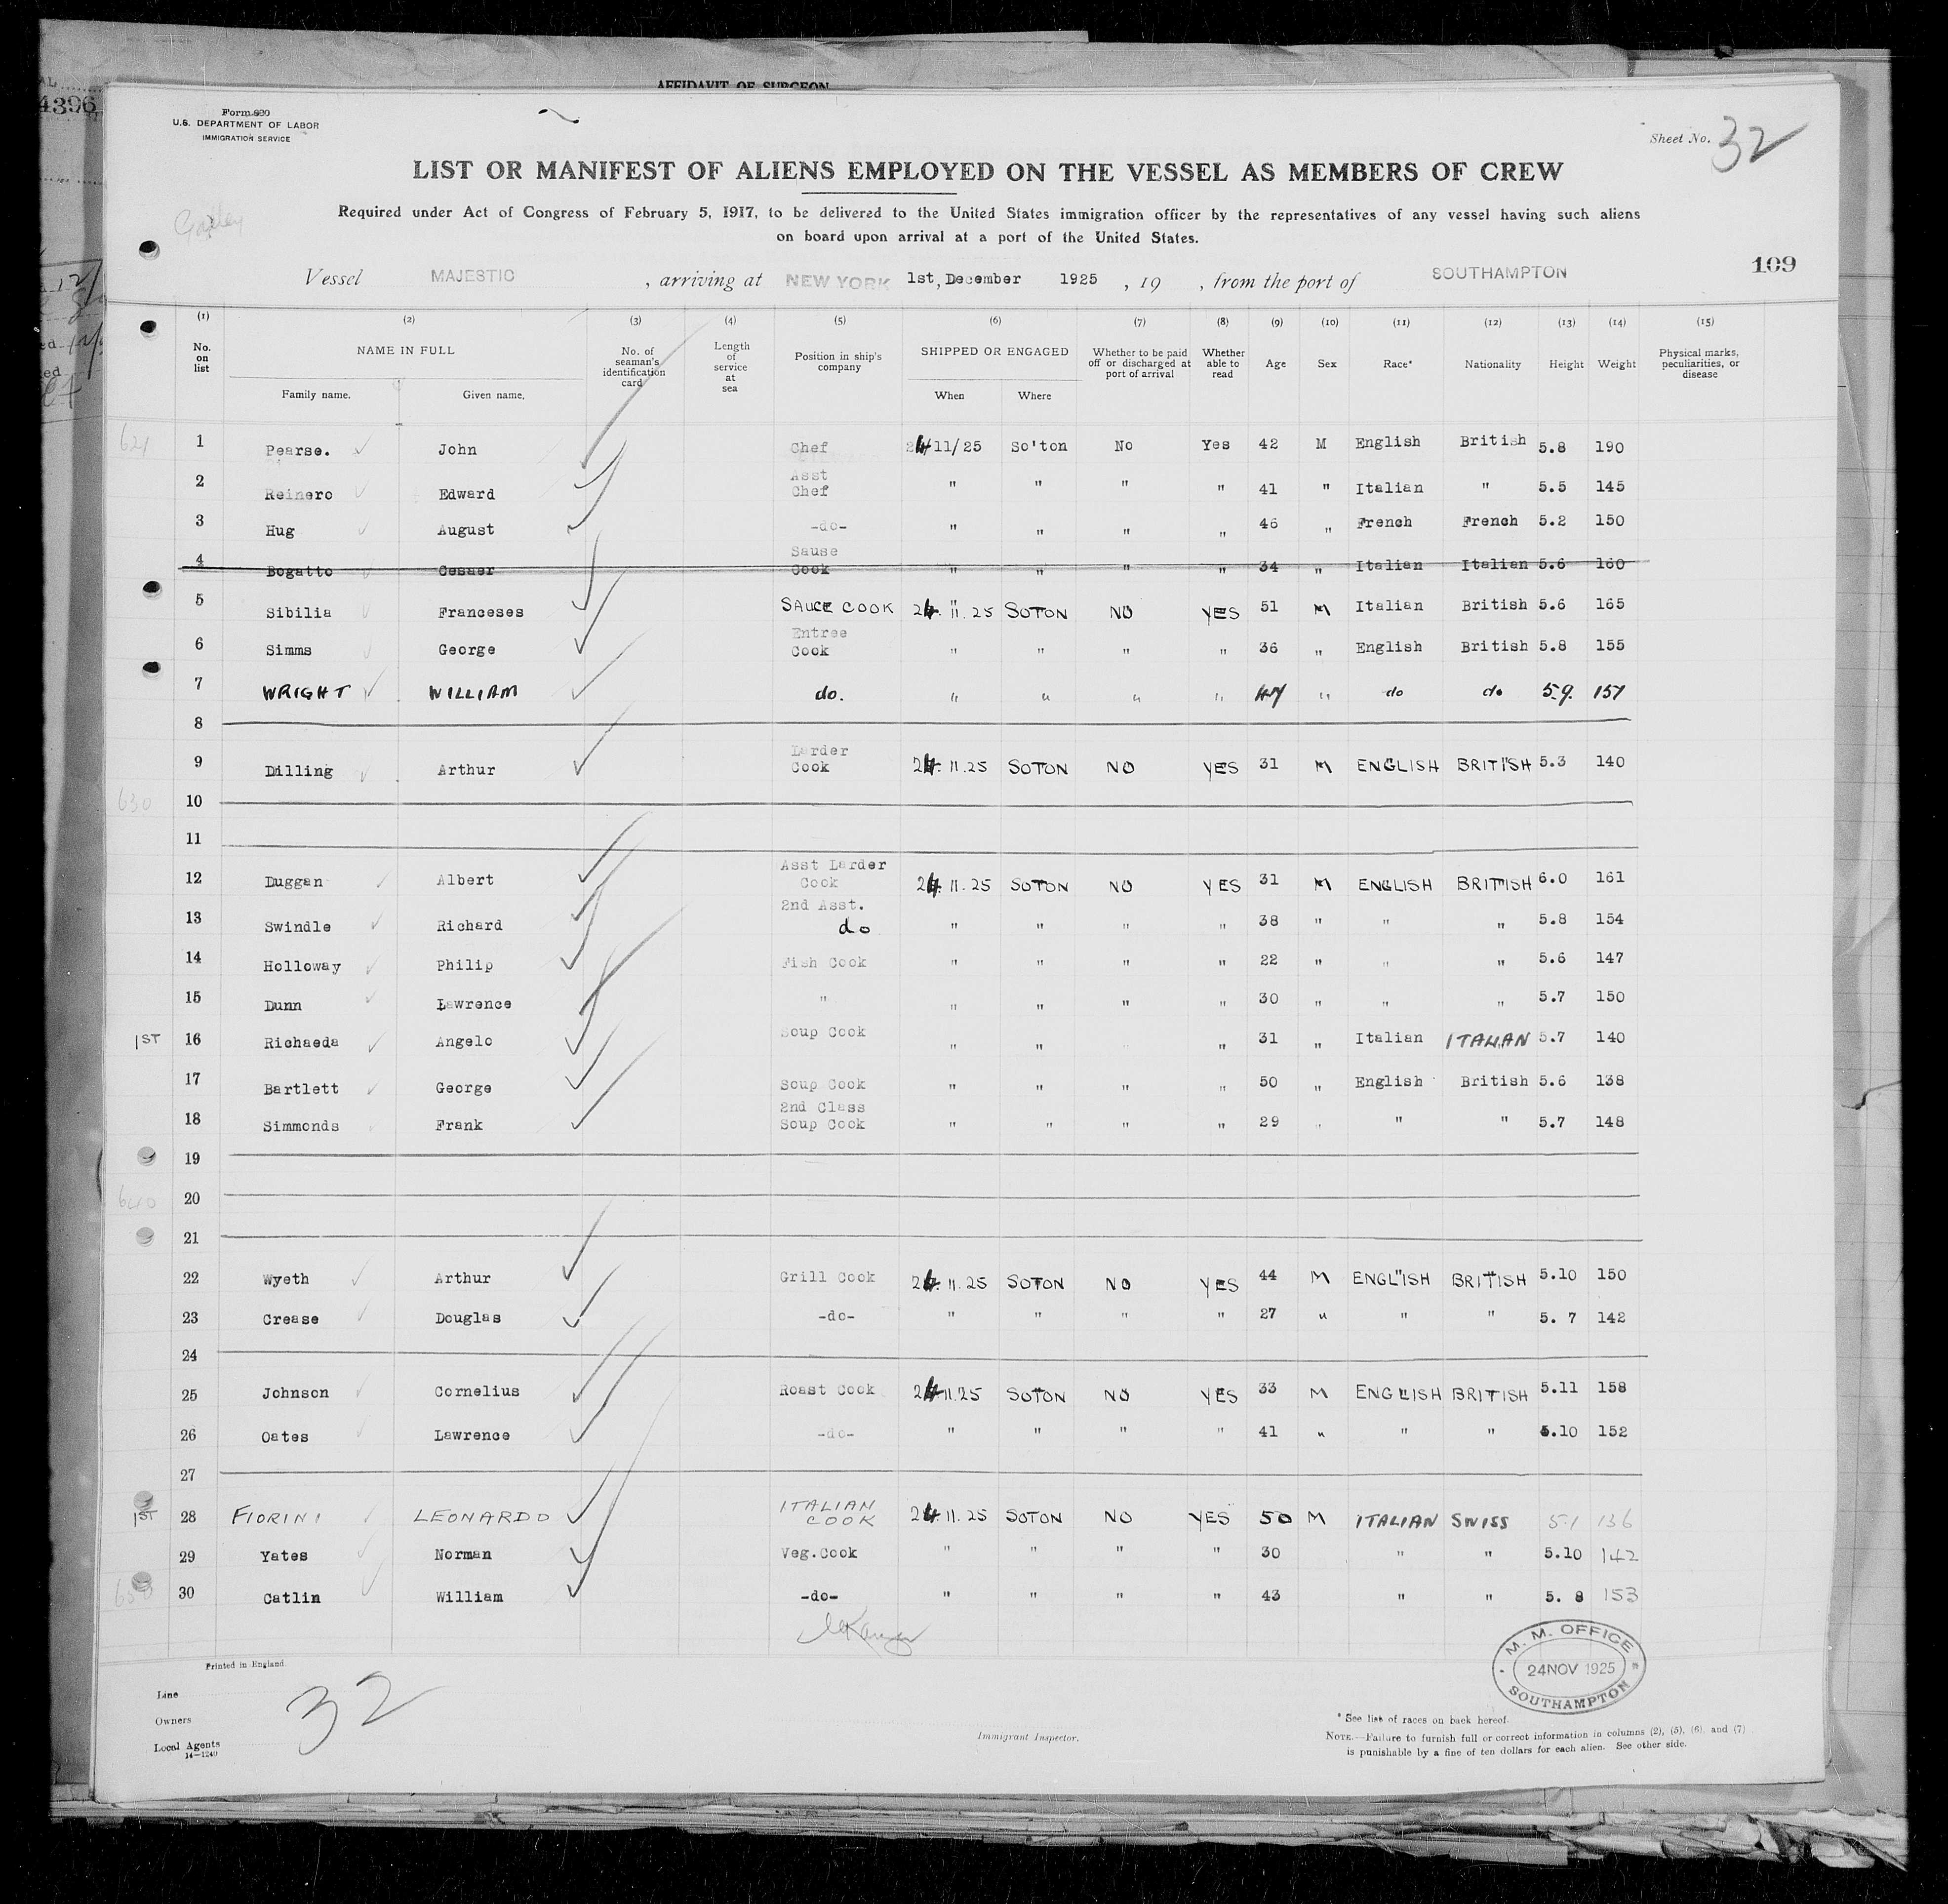 4396
AFFIDAVIT OF SURGEON
Form 890
U.S. DEPARTMENT OF LABOR
IMMIGRATION SERVICE
Sheet No. 32
LIST OR MANIFEST OF ALIENS EMPLOYED ON THE VESSEL AS MEMBERS OF CREW
Required under Act of Congress of February 5, 1917, to be delivered to the United States immigration officer by the representatives of any vessel having such aliens
on board upon arrival at a port of the United States.
Galley
109
Vessel MAJESTIC , arriving at NEW YORK 1st, December 1925 , 19 , from the port of SOUTHAMPTON
(1) (2) (3) (4) (5) (6) (7) (8) (9) (10) (11) (12) (13) (14) (15)
No. on list NAME IN FULL Family name. Given name. No. of seaman's identification card Length of service at sea Position in ship's company SHIPPED OR ENGAGED When Where Whether to be paid off or discharged at port of arrival Whether able to read Age Sex Race* Nationality Height Weight Physical marks, peculiarities, or disease
621 1 Pearse. John Chef 24 11/25 So'ton No Yes 42 M English British 5.8 190
2 Reinero Edward Asst Chef " " " " 41 " Italian " 5.5 145
3 Hug August -do- " " " " 46 " French French 5.2 150
4 Bogatto Cesaer Sause Cook " " " " 34 " Italian Italian 5.6 160
5 Sibilia Franceses SAUCE COOK 24.11.25 SOTON NO YES 51 M Italian British 5.6 165
6 Simms George Entree Cook " " " " 36 " English British 5.8 155
7 WRIGHT WILLIAM do. " " " " 47 " do do 5.9. 157
8
9 Dilling Arthur Larder Cook 24.11.25 SOTON NO YES 31 M ENGLISH BRITISH 5.3 140
630 10
11
12 Duggan Albert Asst Larder Cook 24.11.25 SOTON NO YES 31 M ENGLISH BRITISH 6.0 161
13 Swindle Richard 2nd Asst. do " " " " 38 " " " 5.8 154
14 Holloway Philip Fish Cook " " " " 22 " " " 5.6 147
15 Dunn Lawrence " " " " " 30 " " " 5.7 150
1ST 16 Richaeda Angelo Soup Cook " " " 31 " Italian ITALIAN 5.7 140
17 Bartlett George Soup Cook " " " " 50 " English British 5.6 138
18 Simmonds Frank 2nd Class Soup Cook " " " " 29 " " " 5.7 148
19
640 20
21
22 Wyeth Arthur Grill Cook 24.11.25 SOTON NO YES 44 M ENGLISH BRITISH 5.10 150
23 Crease Douglas -do- " " " " 27 " " " 5. 7 142
24
25 Johnson Cornelius Roast Cook 24.11.25 SOTON NO YES 33 M ENGLISH BRITISH 5.11 158
26 Oates Lawrence -do- " " " " 41 " " " 5.10 152
27
1ST 28 FIORINI LEONARDO ITALIAN COOK 24.11.25 SOTON NO YES 50 M ITALIAN SWISS 5.1 136
29 Yates Norman Veg.Cook " " " " 30 " " 5.10 142
650 30 Catlin William -do- " " " " 43 " " 5. 8 153
M. M. OFFICE
24 NOV 1925
SOUTHAMPTON
Printed in England.
Line
Owners
Local Agents
14—1240
32
Immigrant Inspector.
* See list of races on back hereof.
NOTE.—Failure to furnish full or correct information in columns (2), (5), (6), and (7)
is punishable by a fine of ten dollars for each alien. See other side.